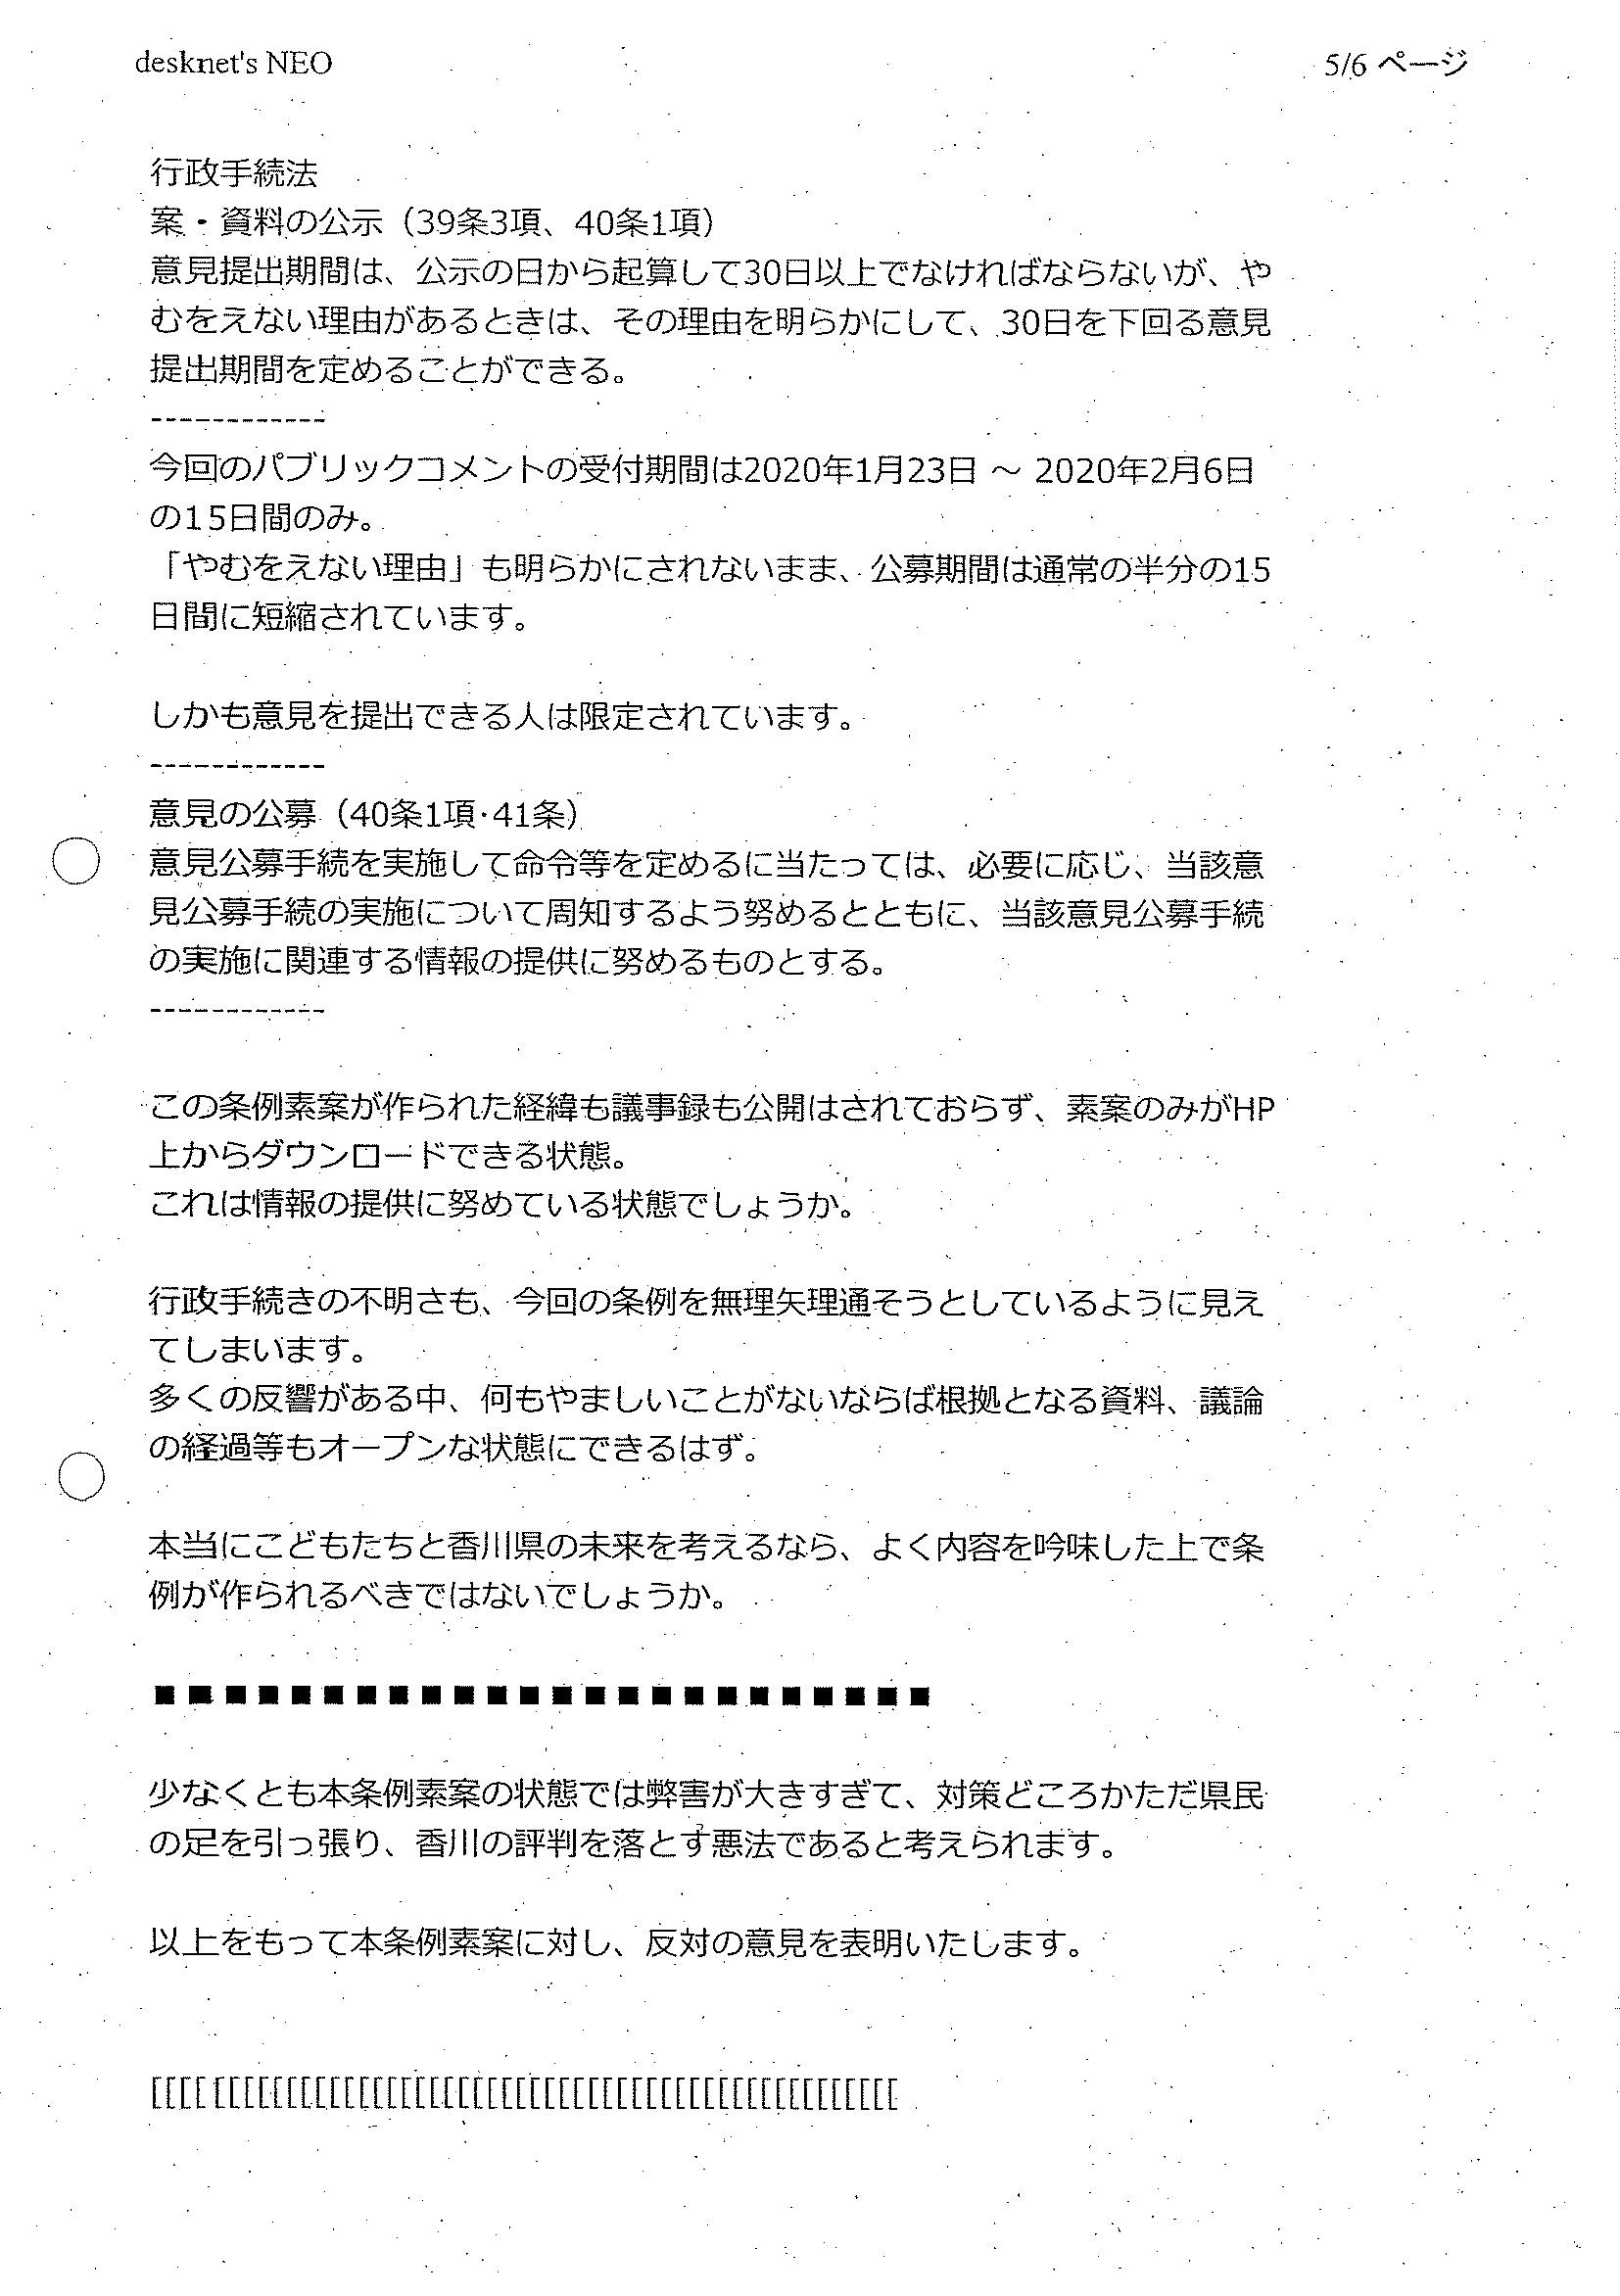 desknet's NEO
5/6 ページ
行政手続法
案・資料の公示（39条3項、40条1項）
意見提出期間は、公示の日から起算して30日以上でなければならないが、や
むをえない理由があるときは、その理由を明らかにして、30日を下回る意見
提出期間を定めることができる。
------------
今回のパブリックコメントの受付期間は2020年1月23日 ～ 2020年2月6日
の15日間のみ。
「やむをえない理由」も明らかにされないまま、公募期間は通常の半分の15
日間に短縮されています。
しかも意見を提出できる人は限定されています。
------------
意見の公募（40条1項･41条）
意見公募手続を実施して命令等を定めるに当たっては、必要に応じ、当該意
見公募手続の実施について周知するよう努めるとともに、当該意見公募手続
の実施に関連する情報の提供に努めるものとする。
------------
この条例素案が作られた経緯も議事録も公開はされておらず、素案のみがHP
上からダウンロードできる状態。
これは情報の提供に努めている状態でしょうか。
行政手続きの不明さも、今回の条例を無理矢理通そうとしているように見え
てしまいます。
多くの反響がある中、何もやましいことがないならば根拠となる資料、議論
の経過等もオープンな状態にできるはず。
本当にこどもたちと香川県の未来を考えるなら、よく内容を吟味した上で条
例が作られるべきではないでしょうか。
■■■■■■■■■■■■■■■■■■■■■■■■
少なくとも本条例素案の状態では弊害が大きすぎて、対策どころかただ県民
の足を引っ張り、香川の評判を落とす悪法であると考えられます。
以上をもって本条例素案に対し、反対の意見を表明いたします。
[[[[[[[[[[[[[[[[[[[[[[[[[[[[[[[[[[[[[[[[[[[[[[[[[[[[